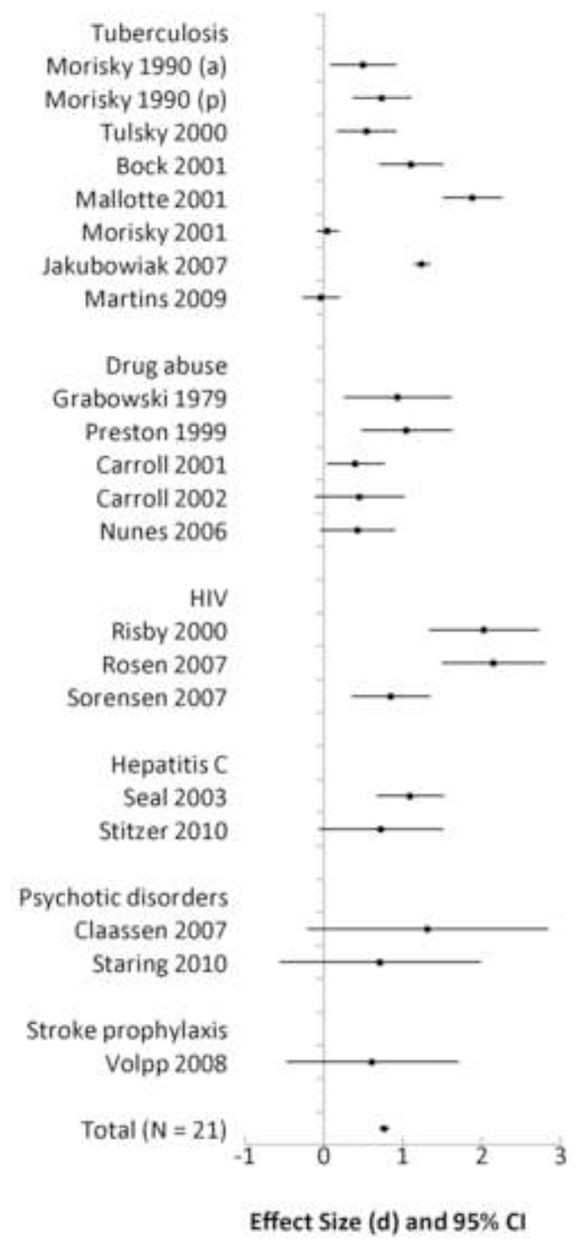 Tuberculosis
Morisky 1990 (a)
Morisky 1990 (p)
Tulsky 2000
Bock 2001
Mallotte 2001
Morisky 2001
Jakubowiak 2007
Martins 2009
Drug abuse
Grabowski 1979
Preston 1999
Carroll 2001
Carroll 2002
Nunes 2006
HIV
Risby 2000
Rosen 2007
Sorensen 2007
Hepatitis C
Seal 2003
Stitzer 2010
Psychotic disorders
Claassen 2007
Staring 2010
Stroke prophylaxis
Volpp 2008
Total (N = 21)
-1 0 1 2 3
Effect Size (d) and 95% CI